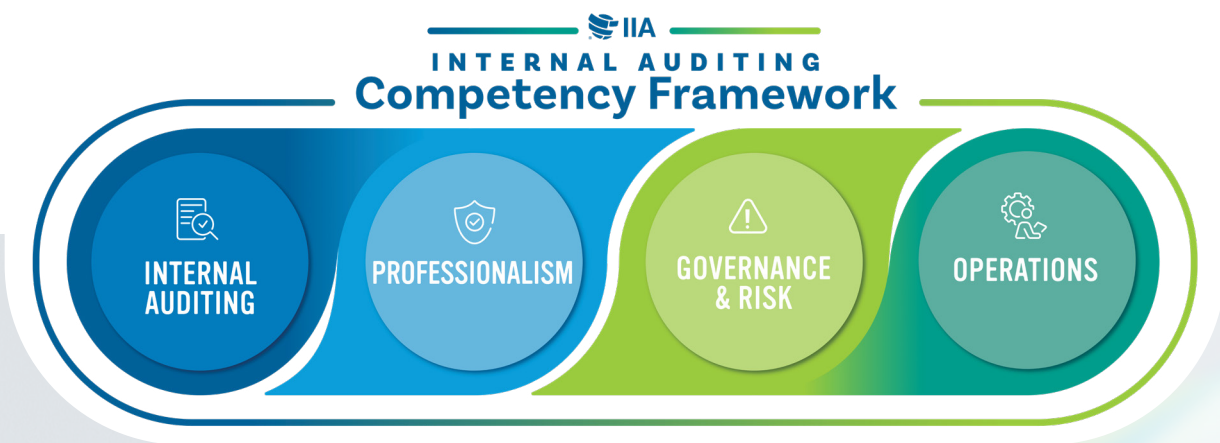 IIA
INTERNAL AUDITING
Competency Framework
INTERNAL
AUDITING
PROFESSIONALISM
GOVERNANCE
& RISK
OPERATIONS